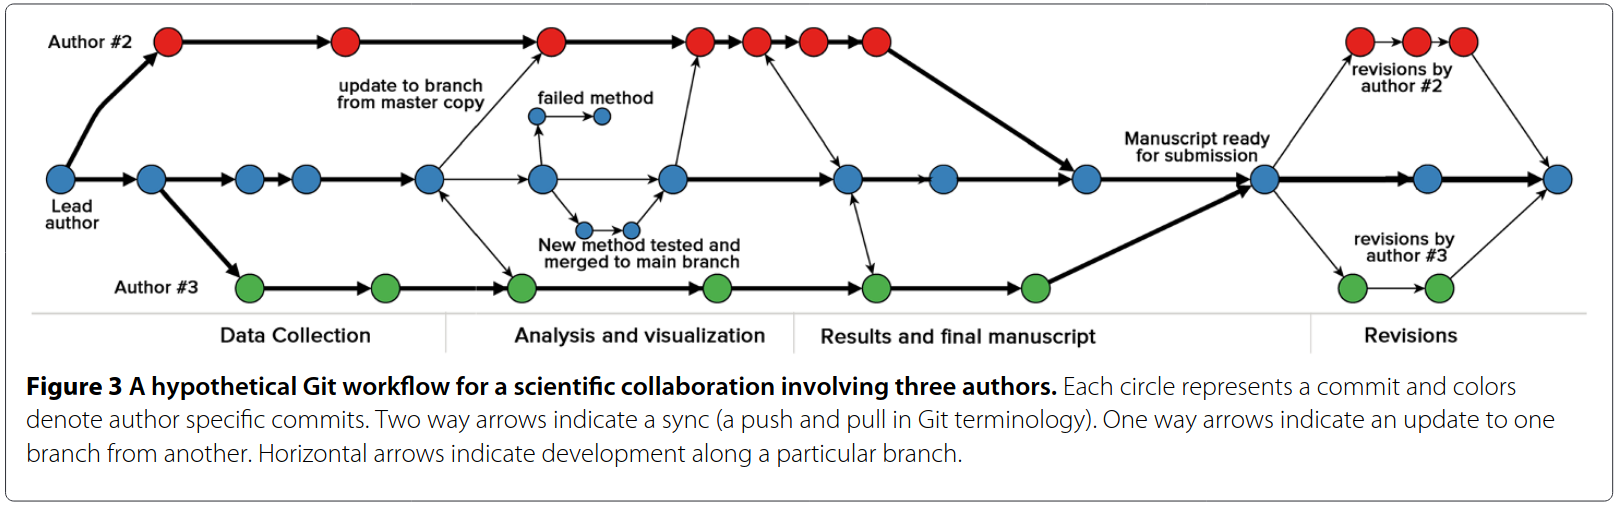 Author #2
update to branch
from master copy
failed method
Manuscript ready
for submission
revisions by
author #2
Lead
author
New method tested and
merged to main branch
revisions by
author #3
Author #3
Data Collection
Analysis and visualization
Results and final manuscript
Revisions
Figure 3 A hypothetical Git workflow for a scientific collaboration involving three authors. Each circle represents a commit and colors
denote author specific commits. Two way arrows indicate a sync (a push and pull in Git terminology). One way arrows indicate an update to one
branch from another. Horizontal arrows indicate development along a particular branch.